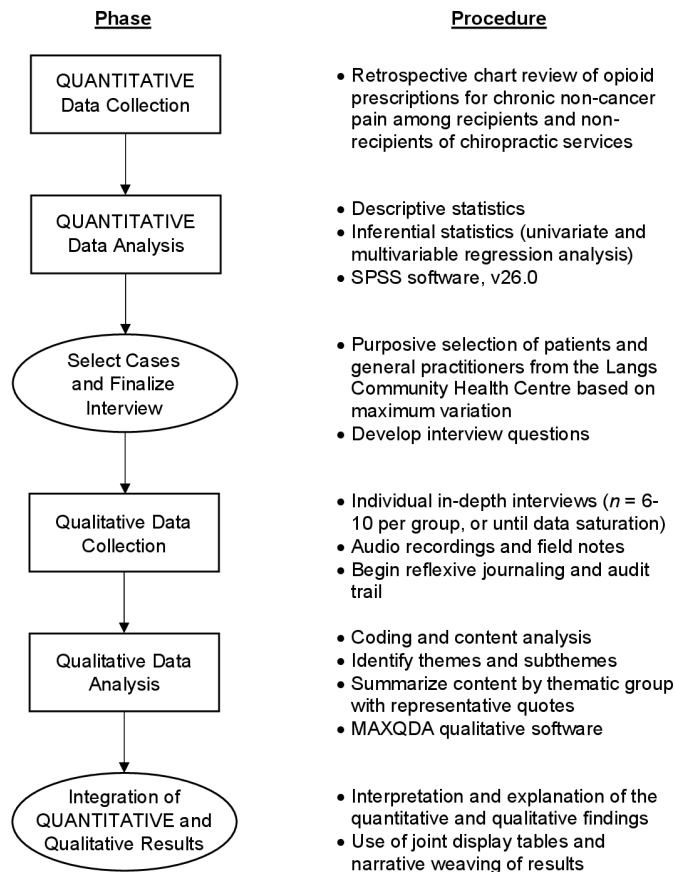 Phase
Procedure
QUANTITATIVE
Data Collection
• Retrospective chart review of opioid
prescriptions for chronic non-cancer
pain among recipients and non-
recipients of chiropractic services
QUANTITATIVE
Data Analysis
• Descriptive statistics
• Inferential statistics (univariate and
multivariable regression analysis)
• SPSS software, v26.0
Select Cases
and Finalize
Interview
• Purposive selection of patients and
general practitioners from the Langs
Community Health Centre based on
maximum variation
• Develop interview questions
Qualitative Data
Collection
• Individual in-depth interviews (n = 6-
10 per group, or until data saturation)
• Audio recordings and field notes
• Begin reflexive journaling and audit
trail
Qualitative Data
Analysis
• Coding and content analysis
• Identify themes and subthemes
• Summarize content by thematic group
with representative quotes
• MAXQDA qualitative software
Integration of
QUANTITATIVE and
Qualitative Results
• Interpretation and explanation of the
quantitative and qualitative findings
• Use of joint display tables and
narrative weaving of results